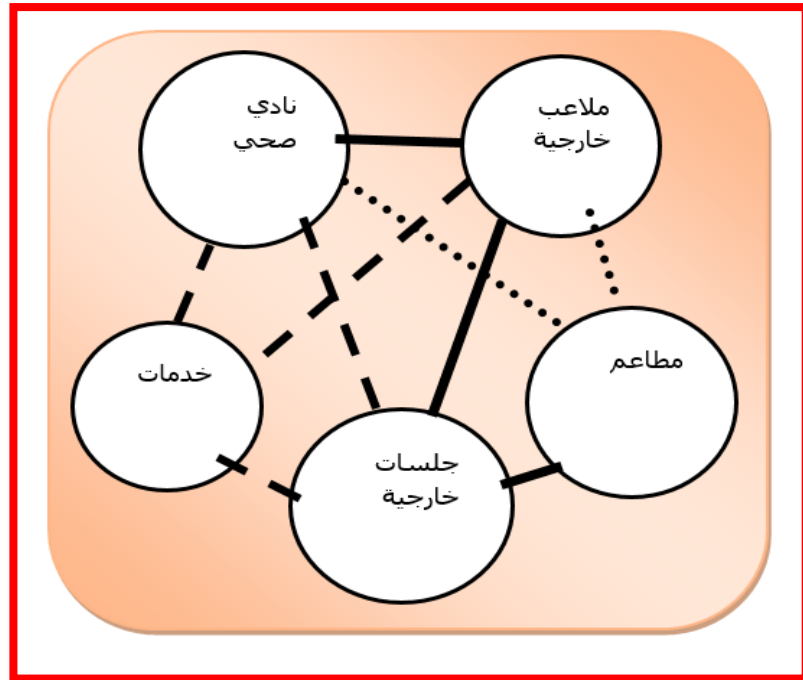 ملاعب
خارجية
نادي
صحي
مطاعم
خدمات
جلسات
خارجية